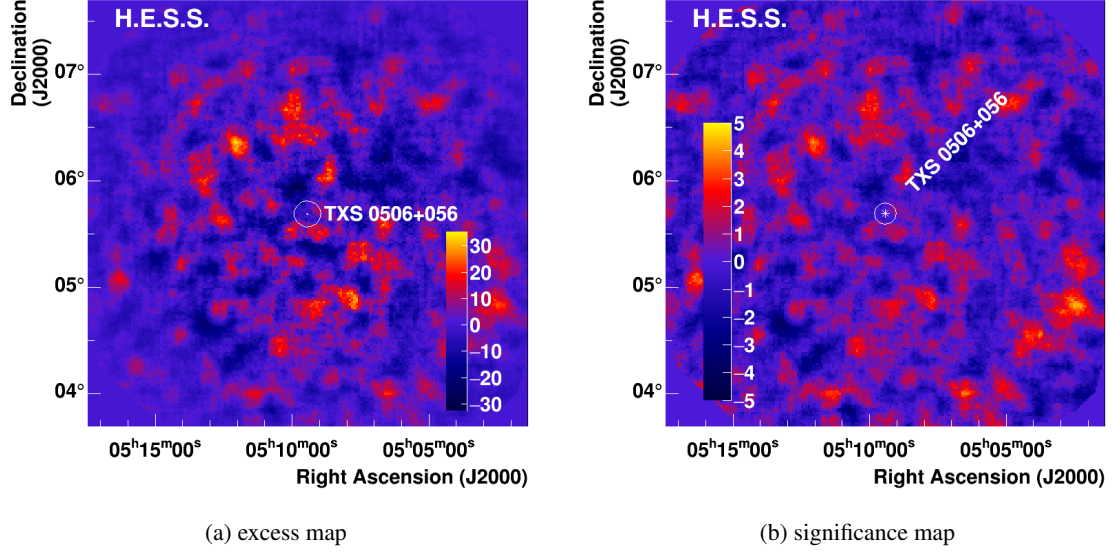 H.E.S.S.
Declination
(J2000)
07°
06°
05°
04°
TXS 0506+056
30
20
10
0
−10
−20
−30
05ʰ15ᵐ00ˢ
05ʰ10ᵐ00ˢ
05ʰ05ᵐ00ˢ
Right Ascension (J2000)
(a) excess map
H.E.S.S.
Declination
(J2000)
07°
06°
05°
04°
TXS 0506+056
5
4
3
2
1
0
−1
−2
−3
−4
−5
05ʰ15ᵐ00ˢ
05ʰ10ᵐ00ˢ
05ʰ05ᵐ00ˢ
Right Ascension (J2000)
(b) significance map